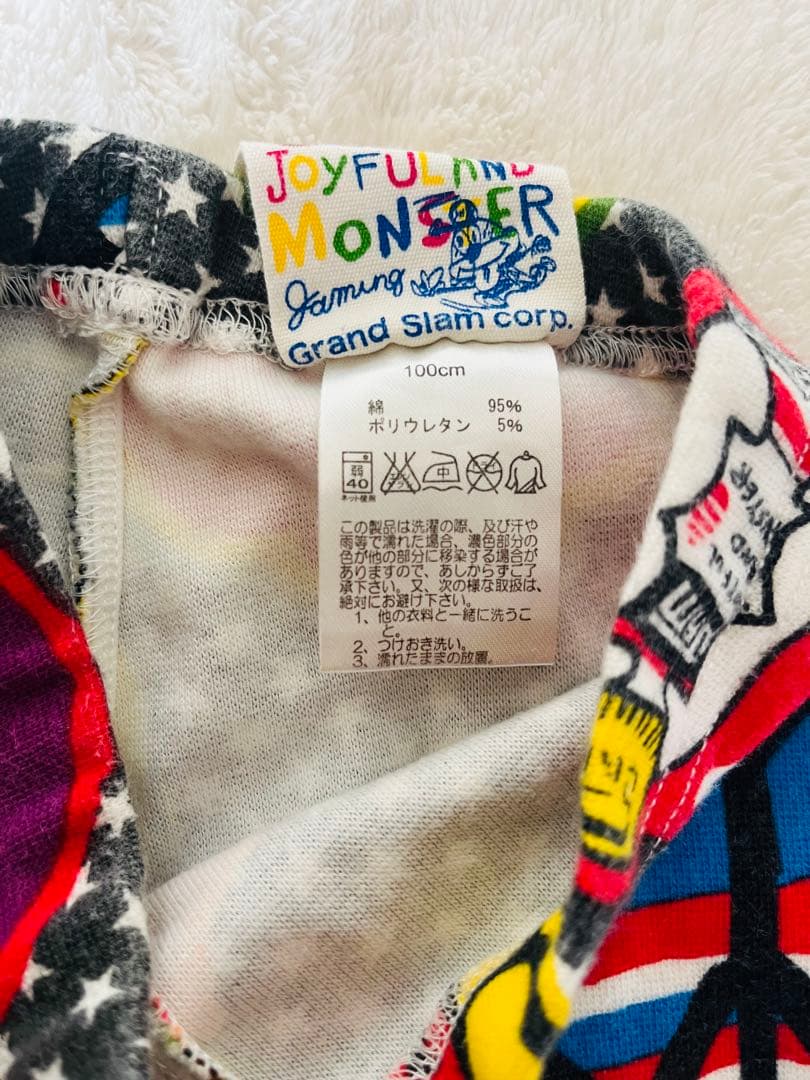 JOYFUL AND
MONSTER
Jaming
Grand Slam corp.
100cm
綿 95%
ポリウレタン 5%
弱
40
ネット使用
中
この製品は洗濯の際、及び汗や
雨等で濡れた場合、濃色部分の
色が他の部分に移染する場合が
ありますので、あしからずご了
承下さい。又、次の様な取扱は、
絶対にお避け下さい。
1、他の衣料と一緒に洗うこ
と。
2、つけおき洗い。
3、濡れたままの放置。
AND